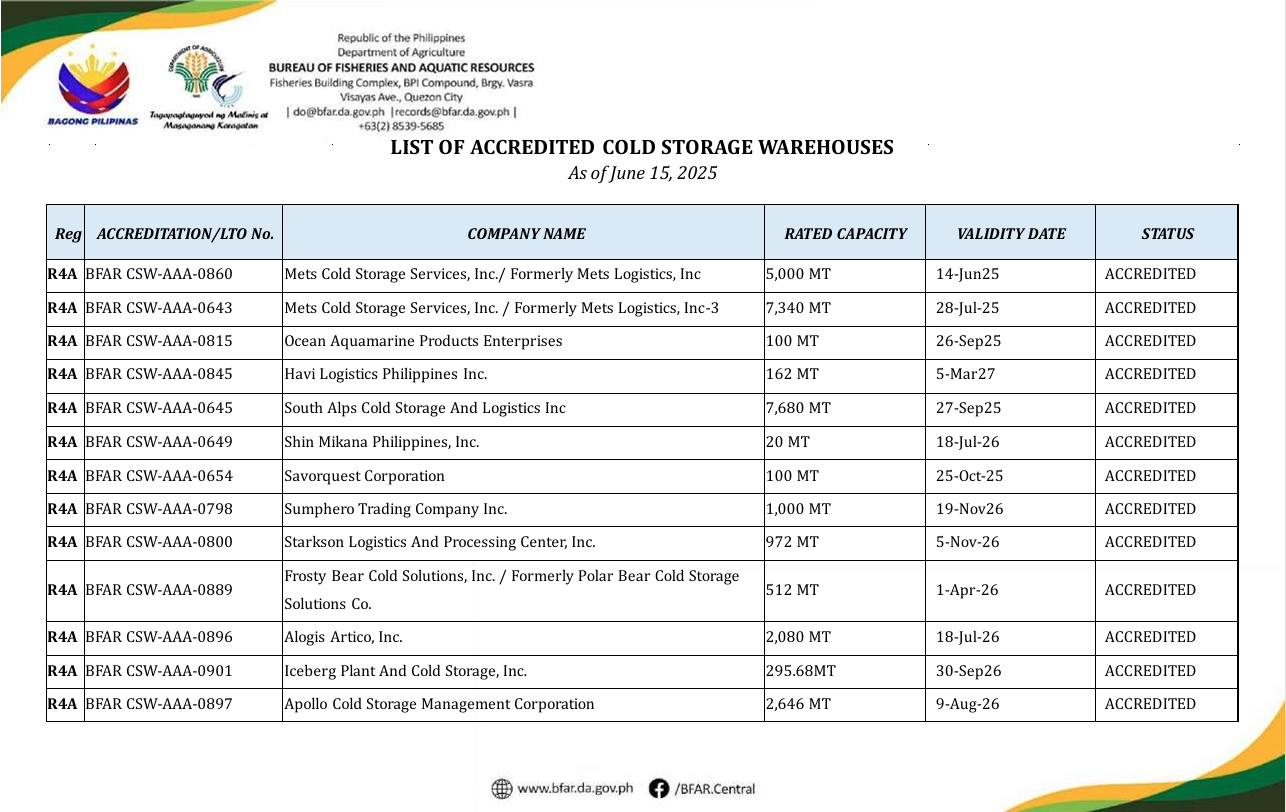 Republic of the Philippines
Department of Agriculture
BUREAU OF FISHERIES AND AQUATIC RESOURCES
Fisheries Building Complex, BPI Compound, Brgy. Vasra
Visayas Ave., Quezon City
| do@bfar.da.gov.ph |records@bfar.da.gov.ph |
+63(2) 8539-5685
BAGONG PILIPINAS
DEPARTMENT OF AGRICULTURE
Tagapagtaguyod ng Malinis at
Masaganang Karagatan
LIST OF ACCREDITED COLD STORAGE WAREHOUSES
As of June 15, 2025
Reg ACCREDITATION/LTO No. COMPANY NAME RATED CAPACITY VALIDITY DATE STATUS
R4A BFAR CSW-AAA-0860 Mets Cold Storage Services, Inc./ Formerly Mets Logistics, Inc 5,000 MT 14-Jun25 ACCREDITED
R4A BFAR CSW-AAA-0643 Mets Cold Storage Services, Inc. / Formerly Mets Logistics, Inc-3 7,340 MT 28-Jul-25 ACCREDITED
R4A BFAR CSW-AAA-0815 Ocean Aquamarine Products Enterprises 100 MT 26-Sep25 ACCREDITED
R4A BFAR CSW-AAA-0845 Havi Logistics Philippines Inc. 162 MT 5-Mar27 ACCREDITED
R4A BFAR CSW-AAA-0645 South Alps Cold Storage And Logistics Inc 7,680 MT 27-Sep25 ACCREDITED
R4A BFAR CSW-AAA-0649 Shin Mikana Philippines, Inc. 20 MT 18-Jul-26 ACCREDITED
R4A BFAR CSW-AAA-0654 Savorquest Corporation 100 MT 25-Oct-25 ACCREDITED
R4A BFAR CSW-AAA-0798 Sumphero Trading Company Inc. 1,000 MT 19-Nov26 ACCREDITED
R4A BFAR CSW-AAA-0800 Starkson Logistics And Processing Center, Inc. 972 MT 5-Nov-26 ACCREDITED
R4A BFAR CSW-AAA-0889 Frosty Bear Cold Solutions, Inc. / Formerly Polar Bear Cold Storage
Solutions Co. 512 MT 1-Apr-26 ACCREDITED
R4A BFAR CSW-AAA-0896 Alogis Artico, Inc. 2,080 MT 18-Jul-26 ACCREDITED
R4A BFAR CSW-AAA-0901 Iceberg Plant And Cold Storage, Inc. 295.68MT 30-Sep26 ACCREDITED
R4A BFAR CSW-AAA-0897 Apollo Cold Storage Management Corporation 2,646 MT 9-Aug-26 ACCREDITED
www.bfar.da.gov.ph /BFAR.Central